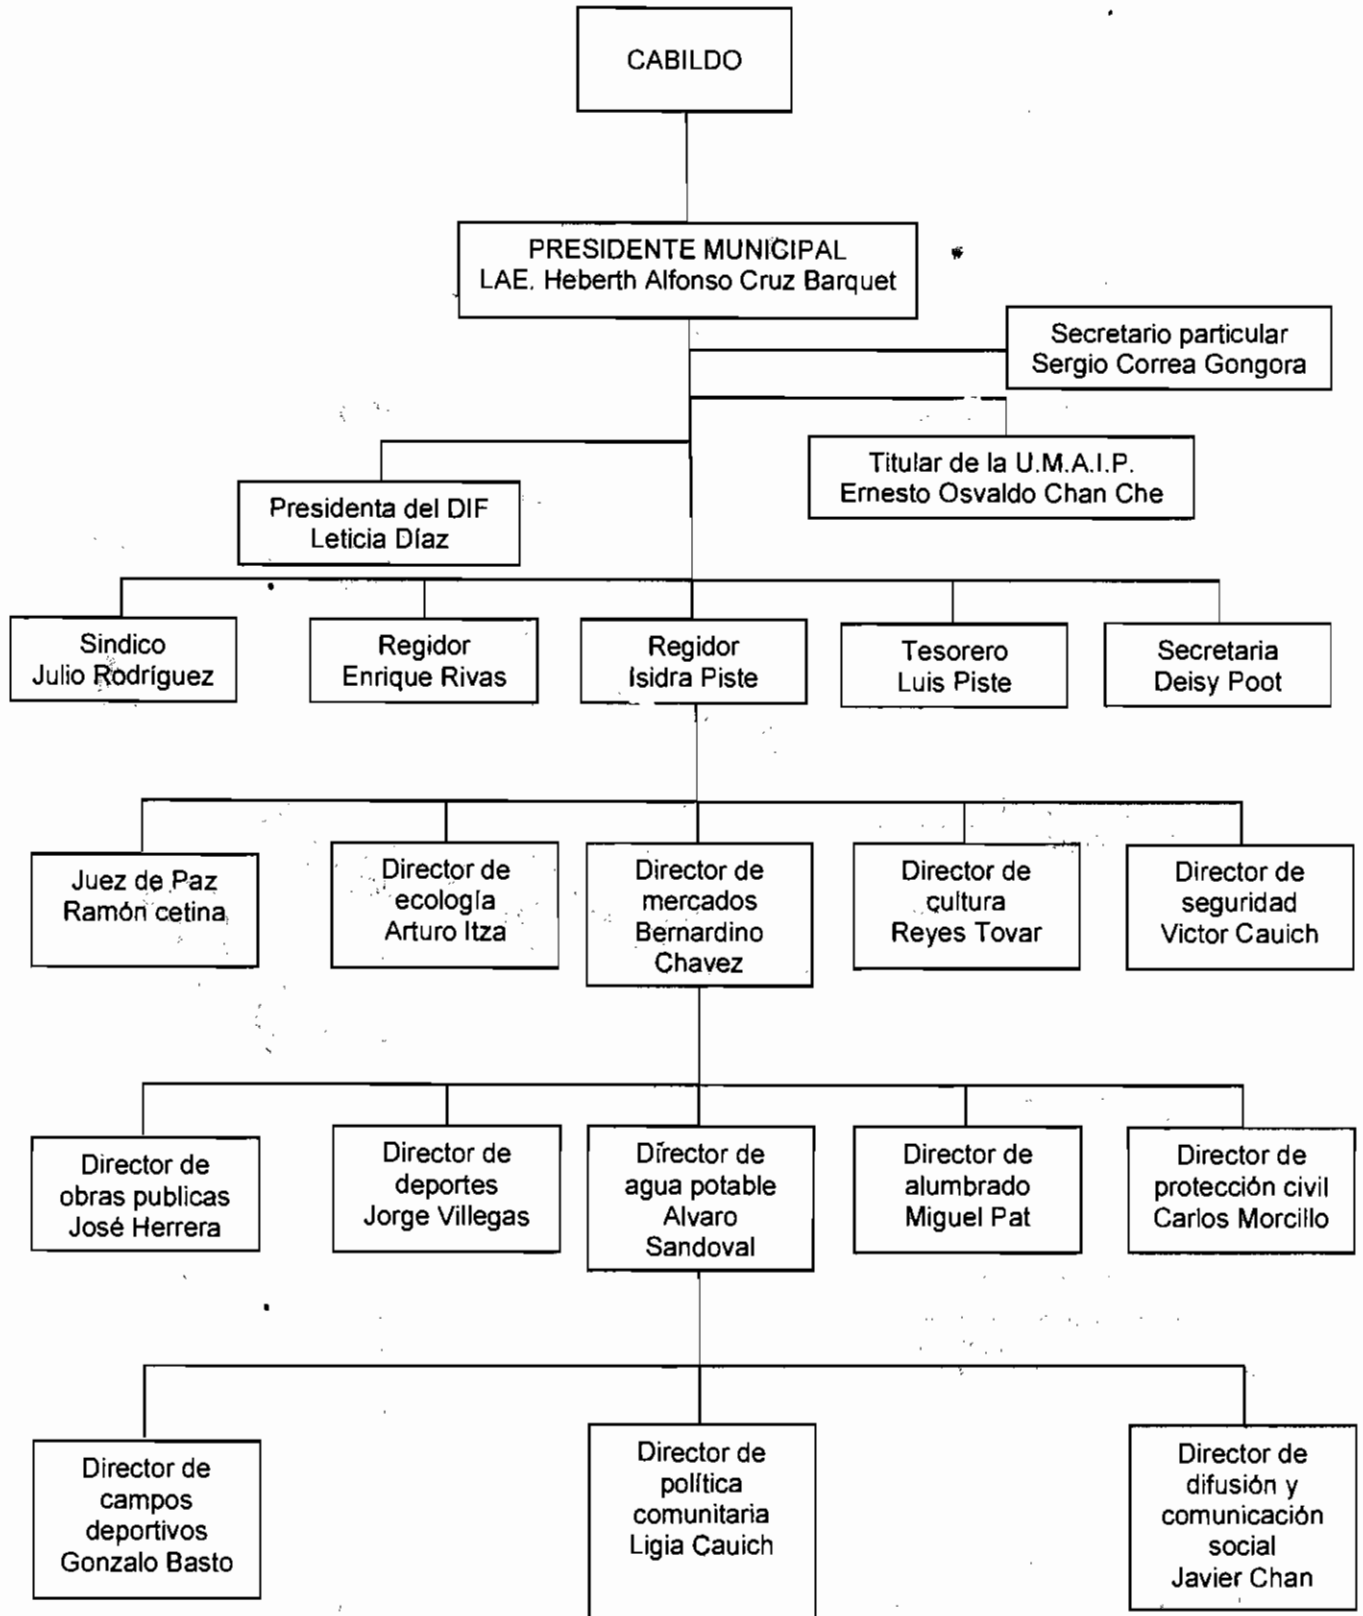 CABILDO
PRESIDENTE MUNICIPAL
LAE. Heberth Alfonso Cruz Barquet
Secretario particular
Sergio Correa Gongora
Titular de la U.M.A.I.P.
Ernesto Osvaldo Chan Che
Presidenta del DIF
Leticia Díaz
Sindico
Julio Rodríguez
Regidor
Enrique Rivas
Regidor
Isidra Piste
Tesorero
Luis Piste
Secretaria
Deisy Poot
Juez de Paz
Ramón cetina
Director de
ecología
Arturo Itza
Director de
mercados
Bernardino
Chavez
Director de
cultura
Reyes Tovar
Director de
seguridad
Victor Cauich
Director de
obras publicas
José Herrera
Director de
deportes
Jorge Villegas
Director de
agua potable
Alvaro
Sandoval
Director de
alumbrado
Miguel Pat
Director de
protección civil
Carlos Morcillo
Director de
campos
deportivos
Gonzalo Basto
Director de
política
comunitaria
Ligia Cauich
Director de
difusión y
comunicación
social
Javier Chan